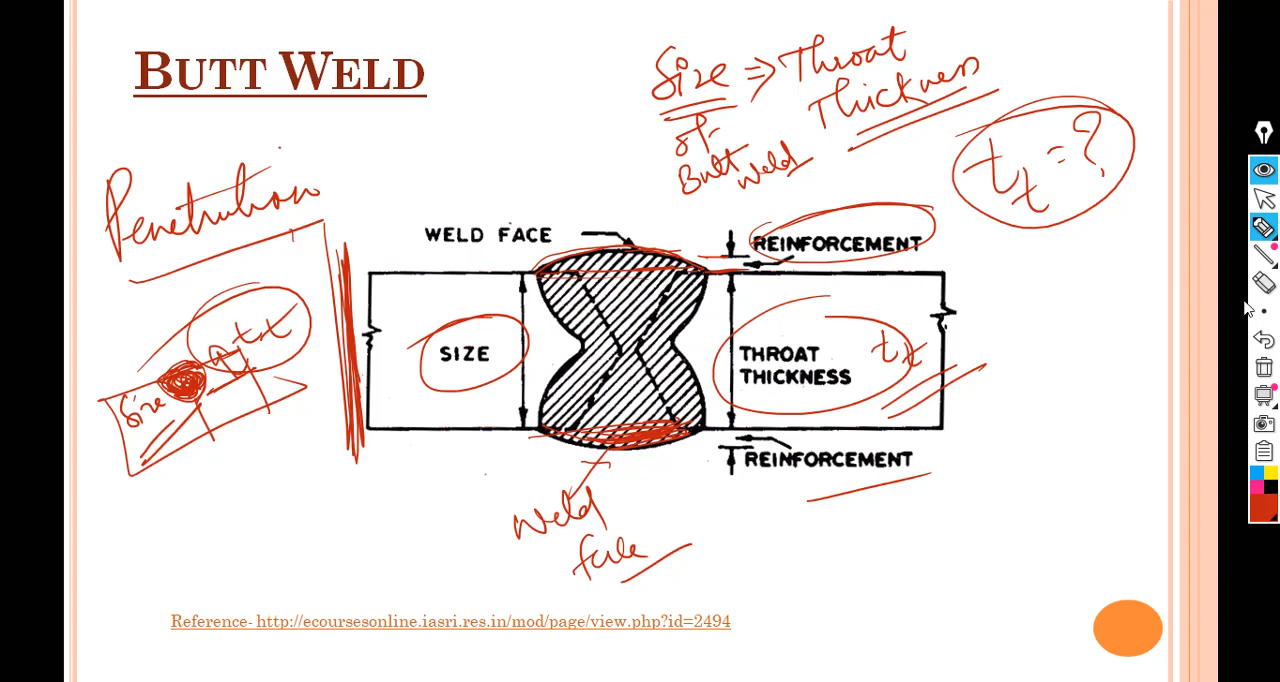 BUTT WELD
Size => Throat
Thickness
of
Butt
Weld
tt = ?
Penetration
WELD FACE
REINFORCEMENT
SIZE
THROAT
THICKNESS
tt
tt
Size
REINFORCEMENT
Weld
face
Reference- http://ecoursesonline.iasri.res.in/mod/page/view.php?id=2494